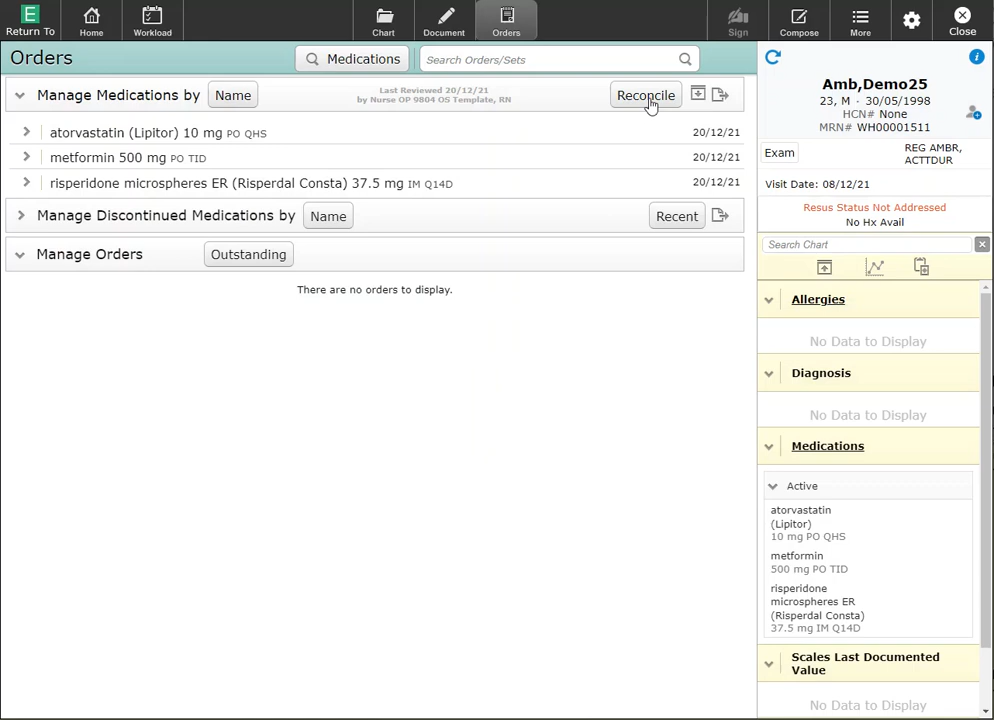 E
Return To
Home
Workload
Chart
Document
Orders
Sign
Compose
More
Close
Orders
Medications
Search Orders/Sets
Manage Medications by Name
Last Reviewed 20/12/21
by Nurse OP 9804 OS Template, RN
Reconcile
atorvastatin (Lipitor) 10 mg PO QHS 20/12/21
metformin 500 mg PO TID 20/12/21
risperidone microspheres ER (Risperdal Consta) 37.5 mg IM Q14D 20/12/21
Manage Discontinued Medications by Name Recent
Manage Orders Outstanding
There are no orders to display.
i
Amb,Demo25
23, M · 30/05/1998
HCN# None
MRN# WH00001511
Exam
REG AMBR,
ACTTDUR
Visit Date: 08/12/21
Resus Status Not Addressed
No Hx Avail
Search Chart
Allergies
No Data to Display
Diagnosis
No Data to Display
Medications
Active
atorvastatin
(Lipitor)
10 mg PO QHS
metformin
500 mg PO TID
risperidone
microspheres ER
(Risperdal Consta)
37.5 mg IM Q14D
Scales Last Documented
Value
No Data to Display